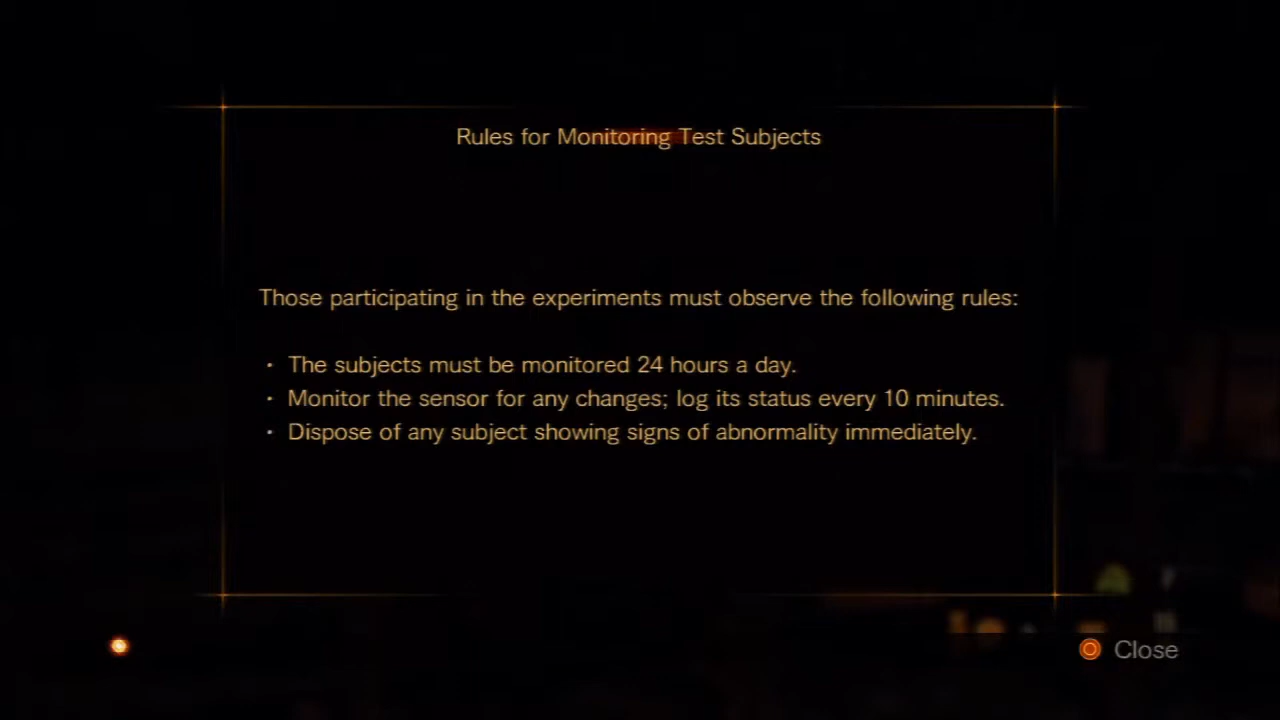 Rules for Monitoring Test Subjects
Those participating in the experiments must observe the following rules:
・ The subjects must be monitored 24 hours a day.
・ Monitor the sensor for any changes; log its status every 10 minutes.
・ Dispose of any subject showing signs of abnormality immediately.
Close